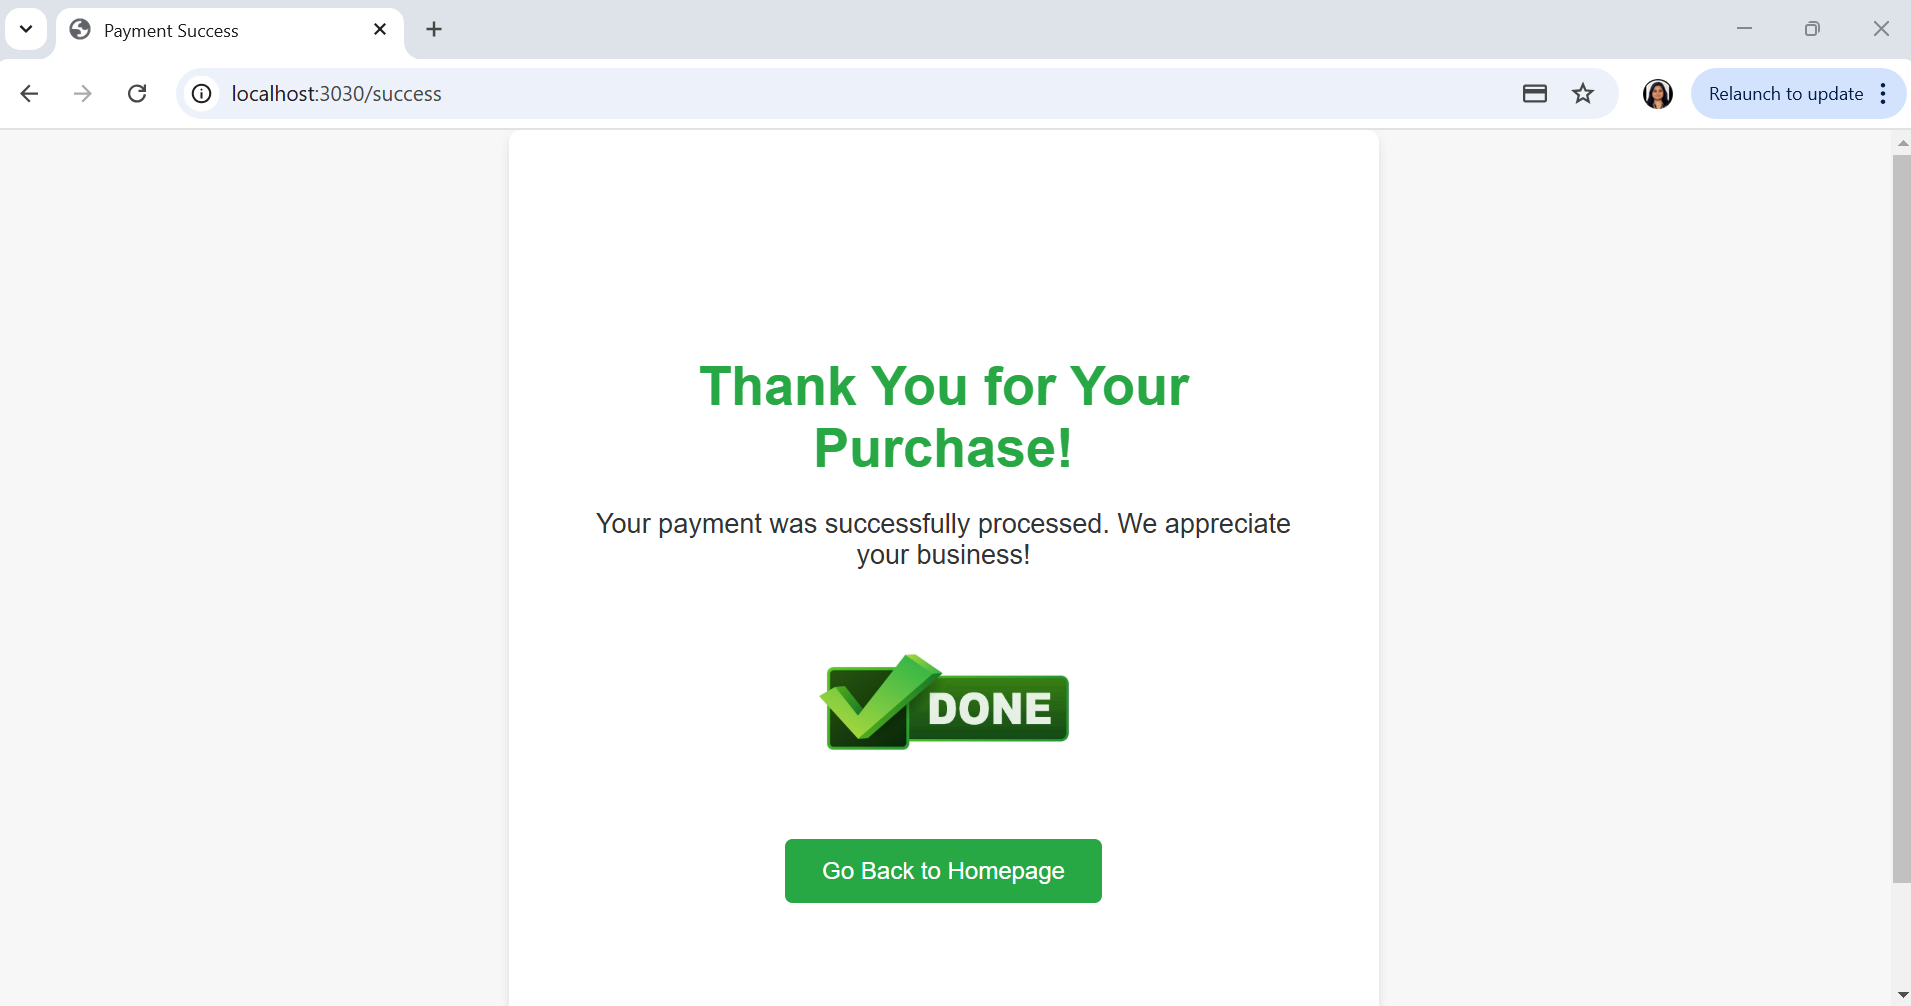 Payment Success
localhost:3030/success
Relaunch to update
Thank You for Your
Purchase!
Your payment was successfully processed. We appreciate
your business!
DONE
Go Back to Homepage